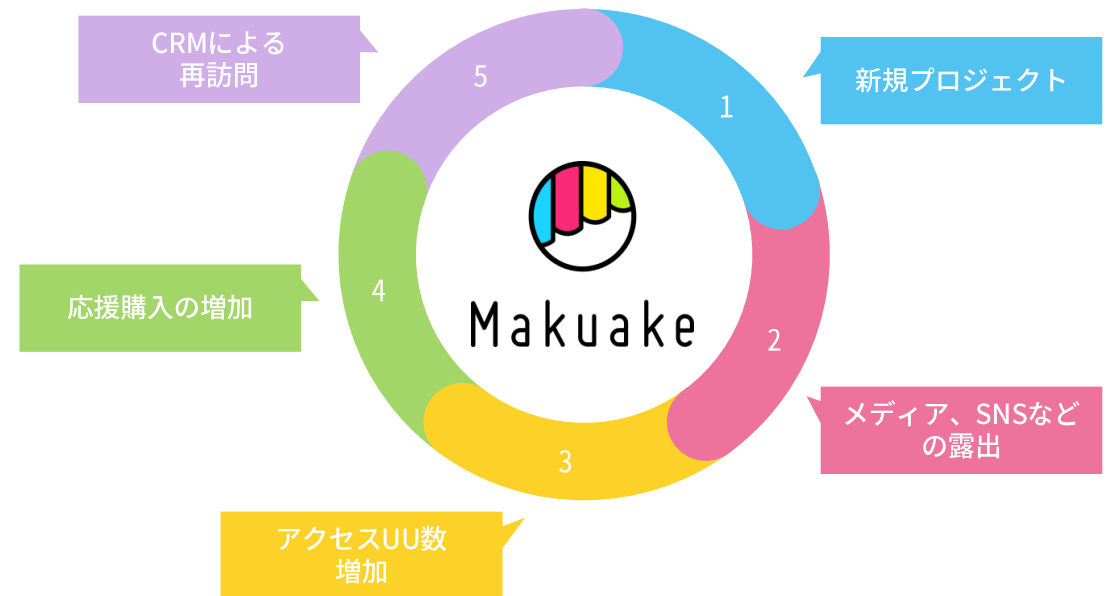 1
新規プロジェクト
2
メディア、SNSなど
の露出
3
アクセスUU数
増加
4
応援購入の増加
5
CRMによる
再訪問
Makuake